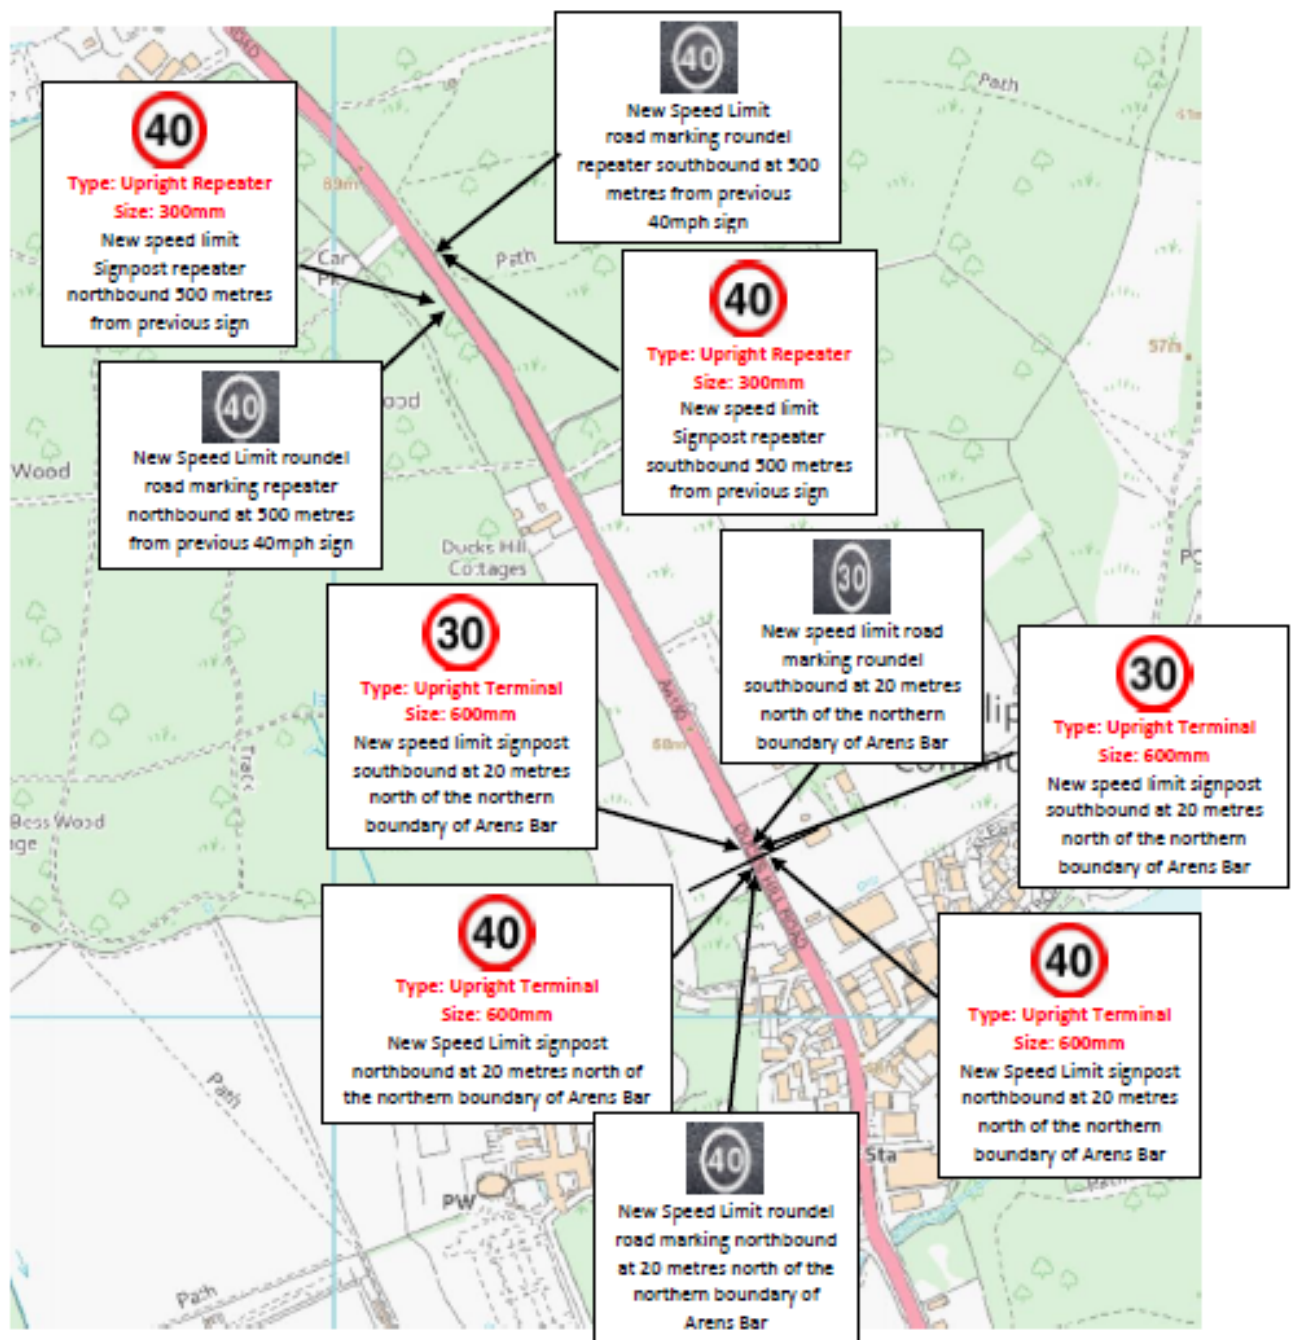 40
New Speed Limit
road marking roundel
repeater southbound at 500
metres from previous
40mph sign
40
Type: Upright Repeater
Size: 300mm
New speed limit
Signpost repeater
northbound 500 metres
from previous sign
40
Type: Upright Repeater
Size: 300mm
New speed limit
Signpost repeater
southbound 500 metres
from previous sign
40
New Speed Limit roundel
road marking repeater
northbound at 500 metres
from previous 40mph sign
30
New speed limit road
marking roundel
southbound at 20 metres
north of the northern
boundary of Arens Bar
30
Type: Upright Terminal
Size: 600mm
New speed limit signpost
southbound at 20 metres
north of the northern
boundary of Arens Bar
30
Type: Upright Terminal
Size: 600mm
New speed limit signpost
southbound at 20 metres
north of the northern
boundary of Arens Bar
40
Type: Upright Terminal
Size: 600mm
New Speed Limit signpost
northbound at 20 metres north of
the northern boundary of Arens Bar
40
Type: Upright Terminal
Size: 600mm
New Speed Limit signpost
northbound at 20 metres
north of the northern
boundary of Arens Bar
40
New Speed Limit roundel
road marking northbound
at 20 metres north of the
northern boundary of
Arens Bar
Path
89m
Car
Path
57m
Wood
Ducks Hill
Cottages
68m
Track
Bess Wood
DUCKS HILL ROAD
Path
Sta
PW
Path
Path